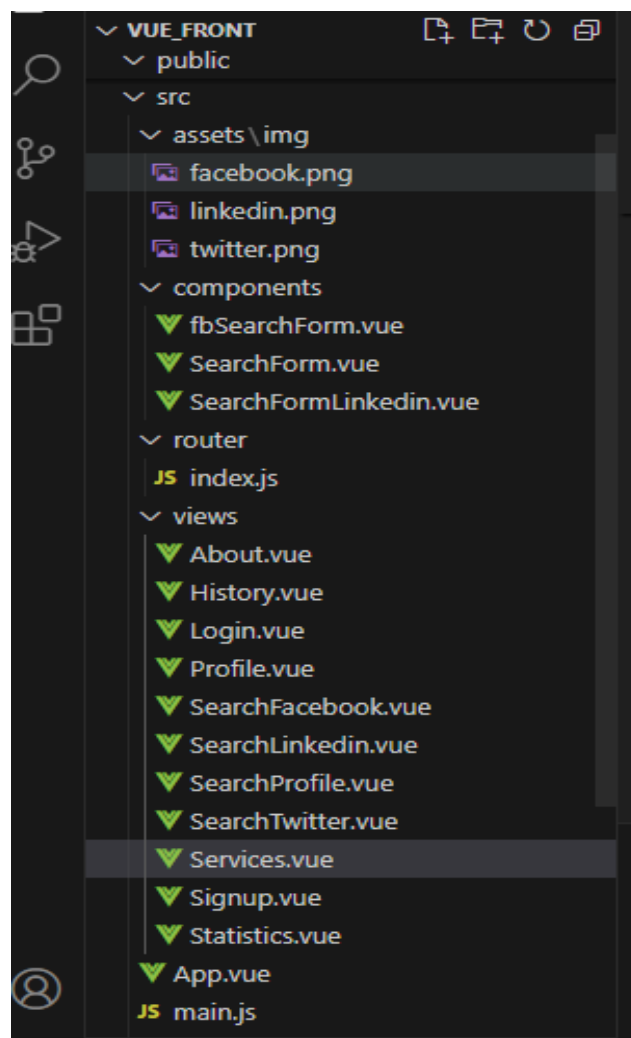 VUE_FRONT
public
src
assets\img
facebook.png
linkedin.png
twitter.png
components
fbSearchForm.vue
SearchForm.vue
SearchFormLinkedin.vue
router
JS index.js
views
About.vue
History.vue
Login.vue
Profile.vue
SearchFacebook.vue
SearchLinkedin.vue
SearchProfile.vue
SearchTwitter.vue
Services.vue
Signup.vue
Statistics.vue
App.vue
JS main.js